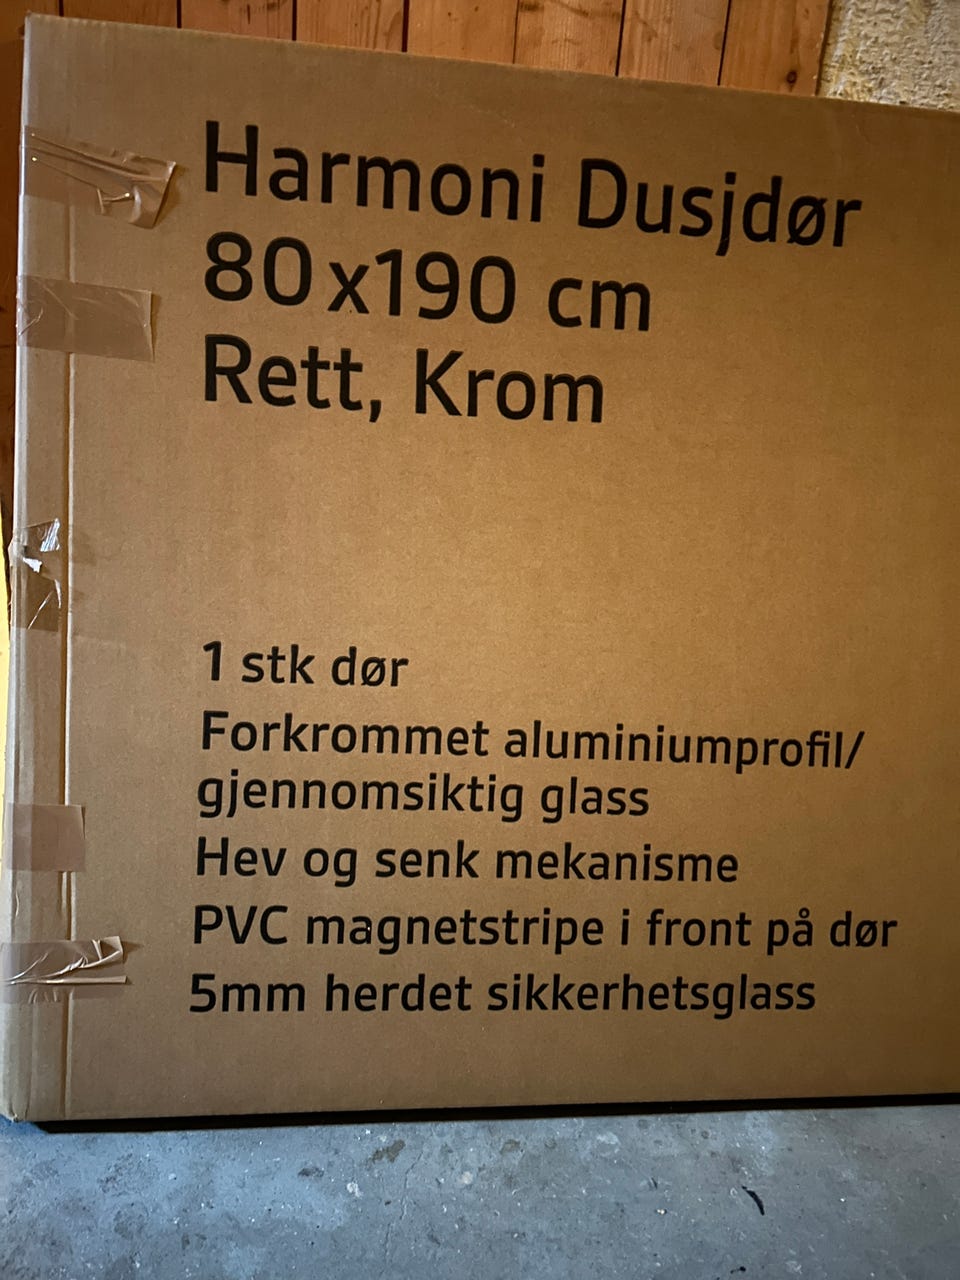 Harmoni Dusjdør
80x190 cm
Rett, Krom
1 stk dør
Forkrommet aluminiumprofil/
gjennomsiktig glass
Hev og senk mekanisme
PVC magnetstripe i front på dør
5mm herdet sikkerhetsglass